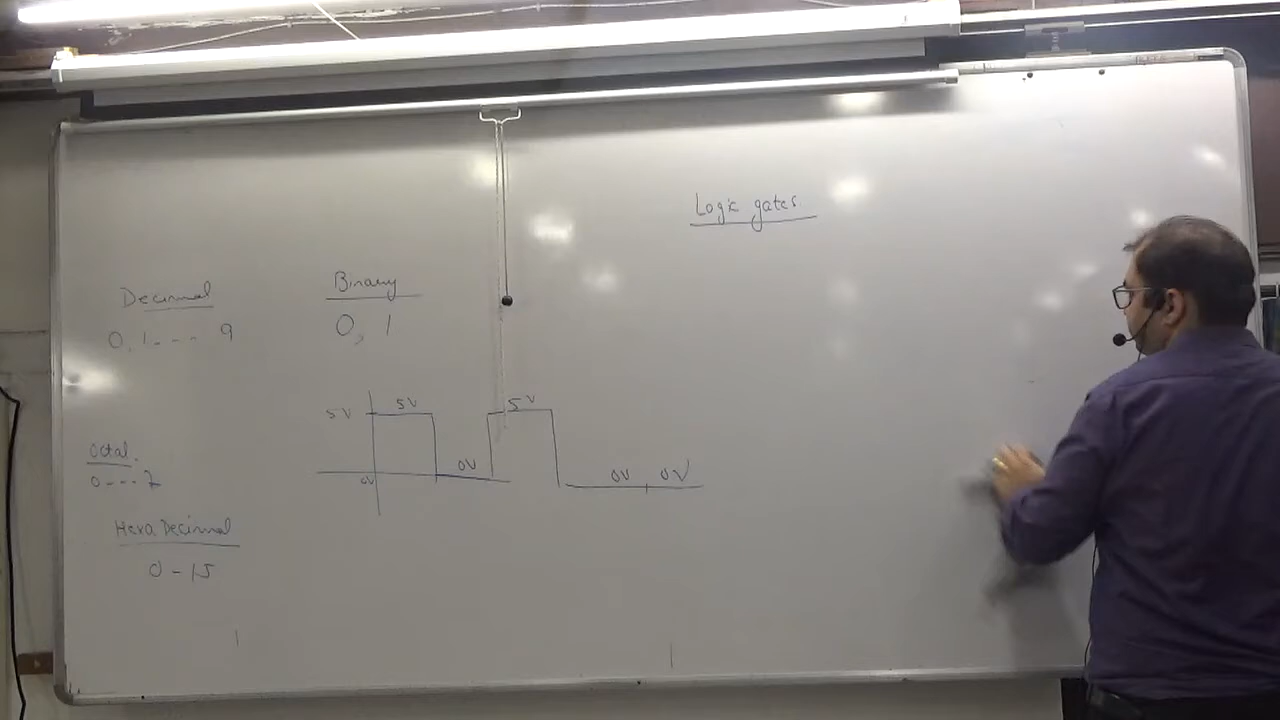 Logic gates
Decimal
0, 1 - - - 9
Binary
0, 1
5V 5V 5V
0V 0V 0V 0V
Octal
0 - - - 7
Hexa Decimal
0 - 15